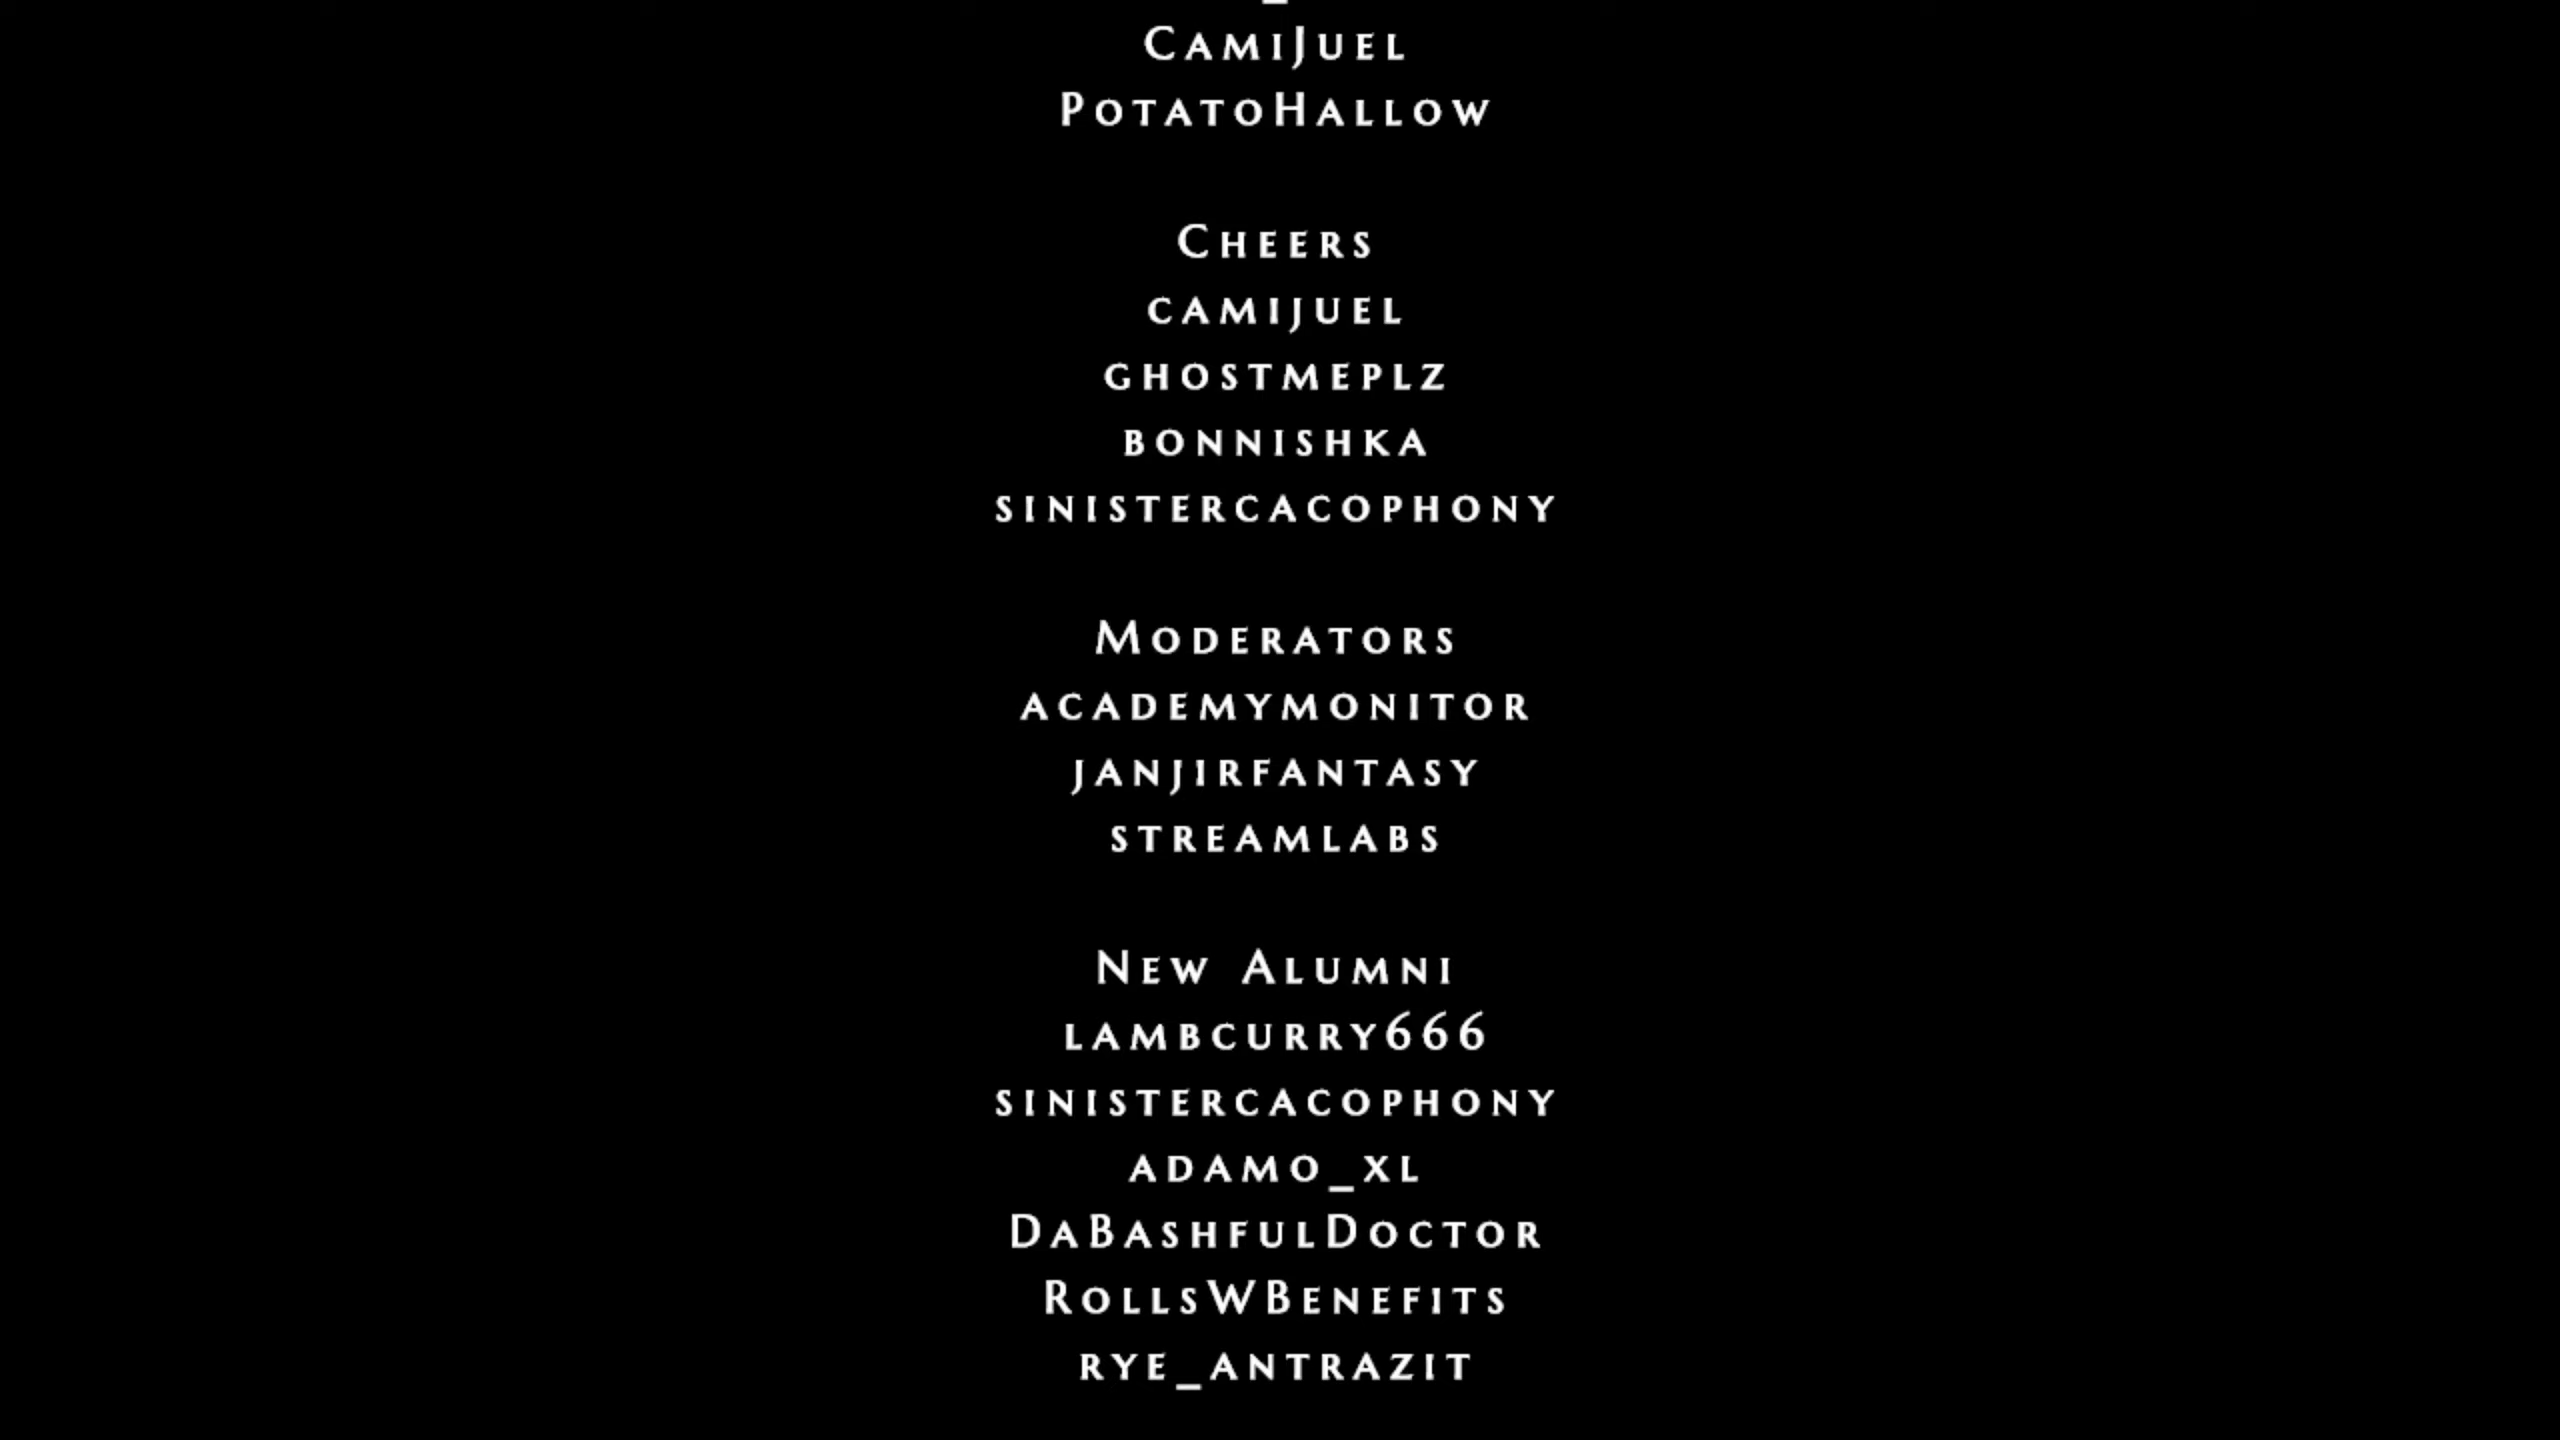 CamiJuel
PotatoHallow
Cheers
camijuel
ghostmeplz
bonnishka
sinistercacophony
Moderators
academymonitor
janjirfantasy
streamlabs
New Alumni
lambcurry666
sinistercacophony
adamo_xl
DaBashfulDoctor
RollsWBenefits
rye_antrazit